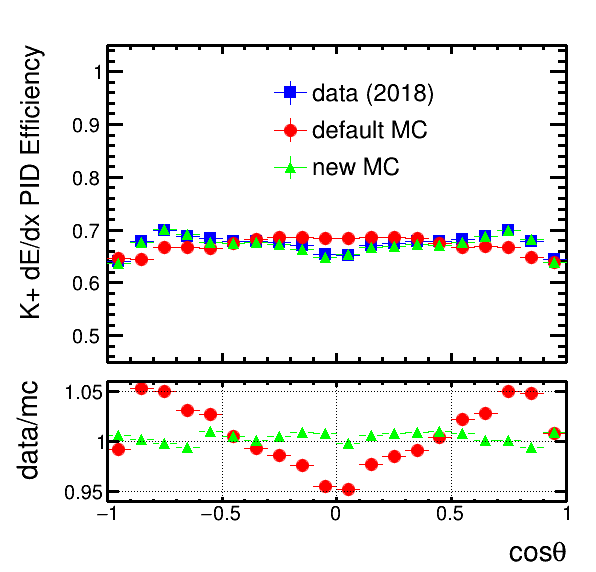 K+ dE/dx PID Efficiency
1
0.9
0.8
0.7
0.6
0.5
data (2018)
default MC
new MC
data/mc
1.05
1
0.95
−1
−0.5
0
0.5
1
cosθ